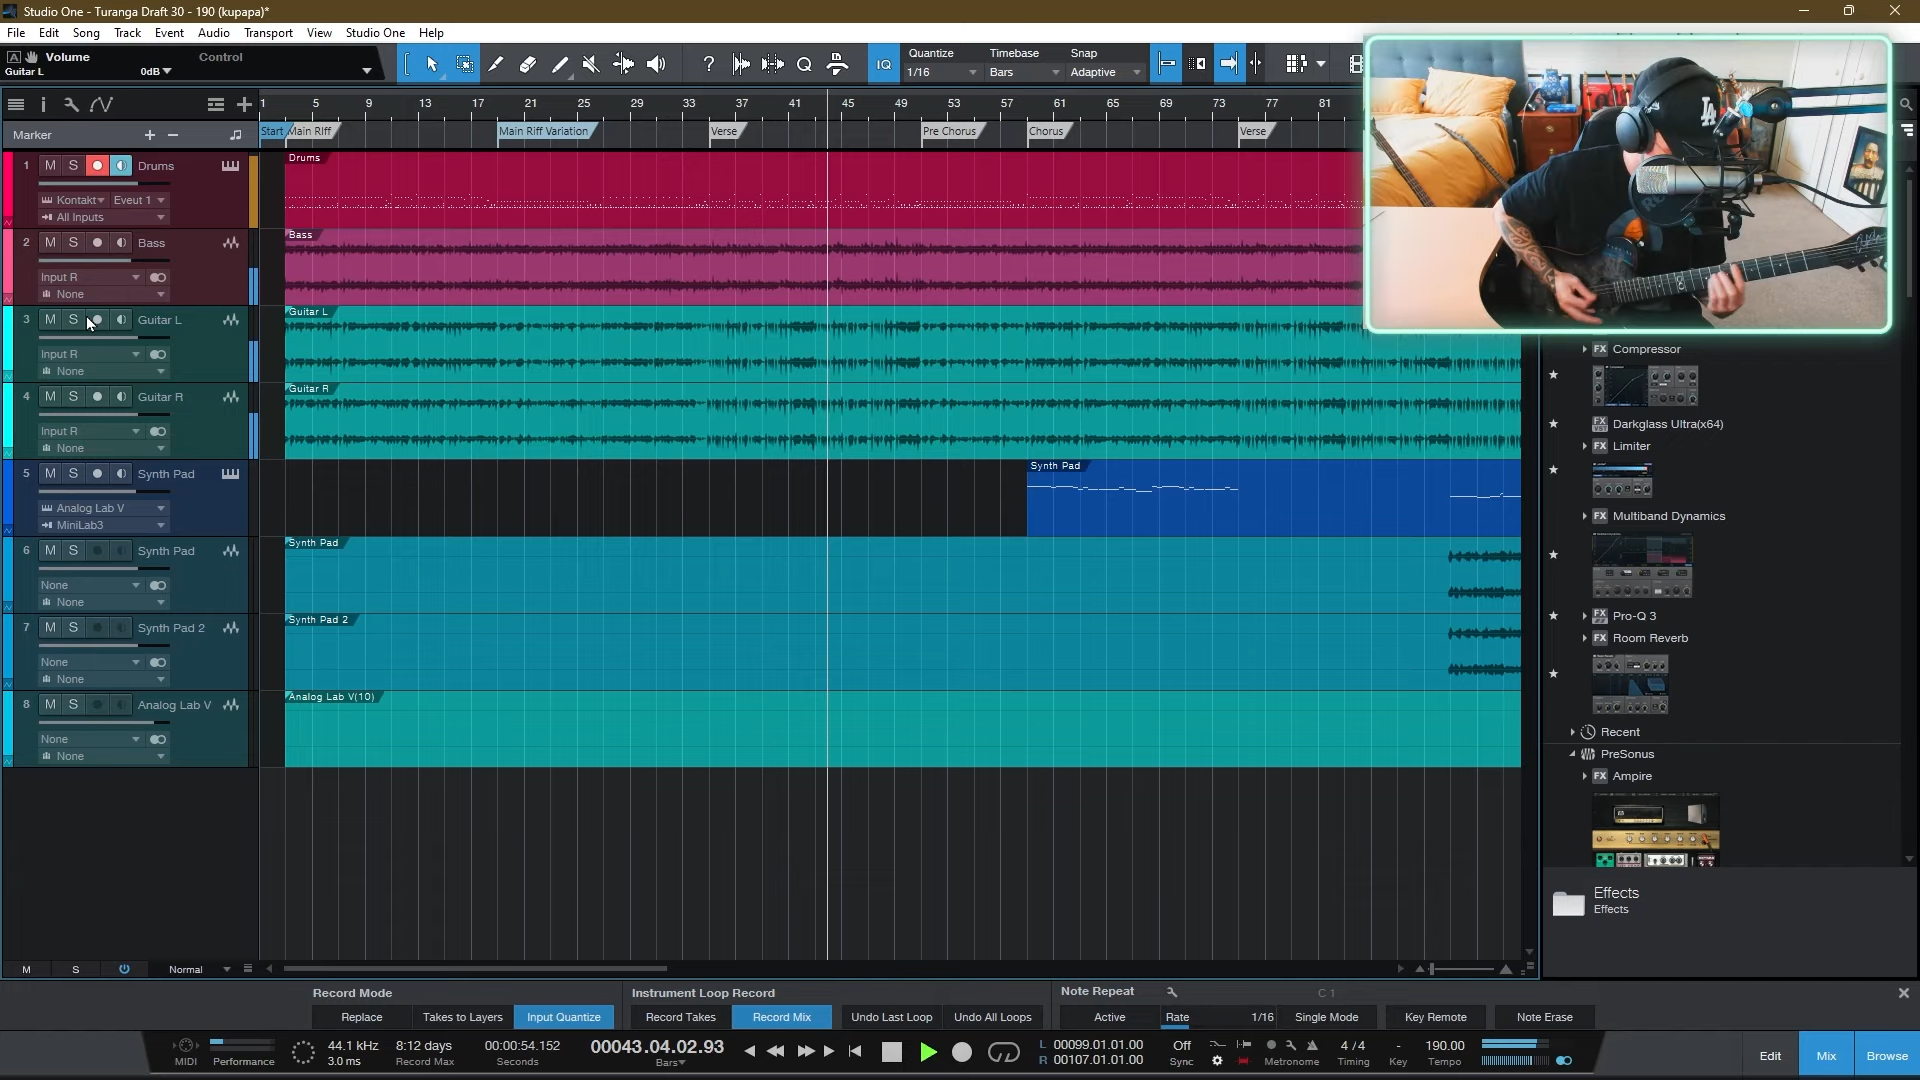 Studio One - Turanga Draft 30 - 190 (kupapa)*
File Edit Song Track Event Audio Transport View Studio One Help
A Volume Control
Guitar L 0dB
? Q IQ
Quantize Timebase Snap
1/16 Bars Adaptive
1 5 9 13 17 21 25 29 33 37 41 45 49 53 57 61 65 69 73 77 81
Marker
Start Main RIff Main Riff Variation Verse Pre Chorus Chorus Verse
1 M S Drums
Kontakt Eveut 1
All Inputs
Drums
2 M S Bass
Input R
None
Bass
3 M S Guitar L
Input R
None
Guitar L
4 M S Guitar R
Input R
None
Guitar R
5 M S Synth Pad
Analog Lab V
MiniLab3
Synth Pad
6 M S Synth Pad
None
None
Synth Pad
7 M S Synth Pad 2
None
None
Synth Pad 2
8 M S Analog Lab V
None
None
Analog Lab V(10)
LA
FX Compressor
FX VST Darkglass Ultra(x64)
FX Limiter
FX Multiband Dynamics
FX Pro-Q 3
FX Room Reverb
Recent
PreSonus
FX Ampire
Effects
Effects
M S Normal
Record Mode
Replace Takes to Layers Input Quantize
Instrument Loop Record
Record Takes Record Mix Undo Last Loop Undo All Loops
Note Repeat C 1
Active Rate 1/16 Single Mode Key Remote Note Erase
MIDI Performance
44.1 kHz
3.0 ms
8:12 days
Record Max
00:00:54.152
Seconds
00043.04.02.93
Bars
L 00099.01.01.00
R 00107.01.01.00
Off
Sync
Metronome
4 / 4
Timing
-
Key
190.00
Tempo
Edit Mix Browse